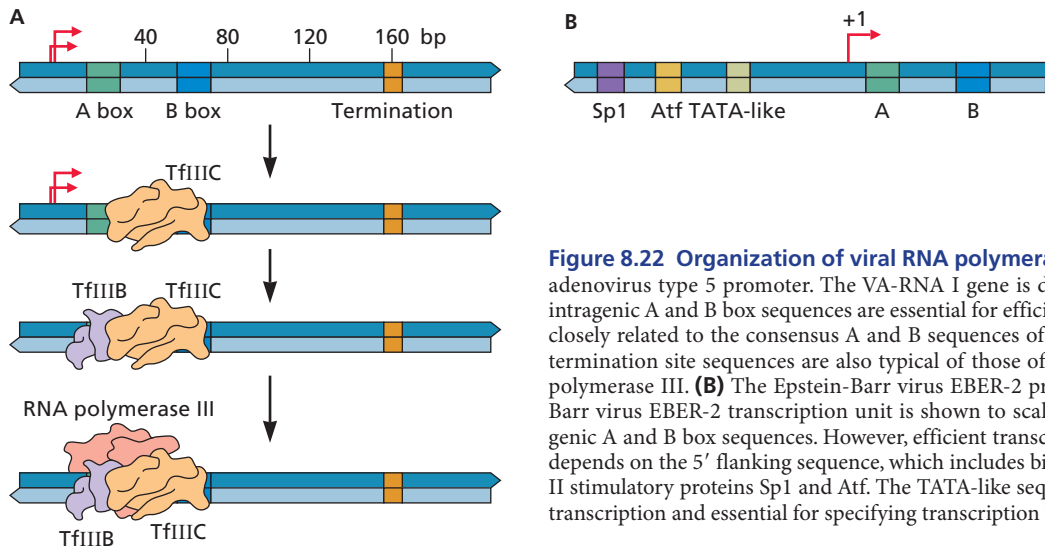 A
40 80 120 160 bp
A box B box Termination
TfIIIC
TfIIIB TfIIIC
RNA polymerase III
TfIIIB TfIIIC
B
+1
Sp1 Atf TATA-like A B
Figure 8.22 Organization of viral RNA polymera
adenovirus type 5 promoter. The VA-RNA I gene is d
intragenic A and B box sequences are essential for effici
closely related to the consensus A and B sequences of
termination site sequences are also typical of those of
polymerase III. (B) The Epstein-Barr virus EBER-2 pr
Barr virus EBER-2 transcription unit is shown to scal
genic A and B box sequences. However, efficient transc
depends on the 5′ flanking sequence, which includes bi
II stimulatory proteins Sp1 and Atf. The TATA-like seq
transcription and essential for specifying transcription